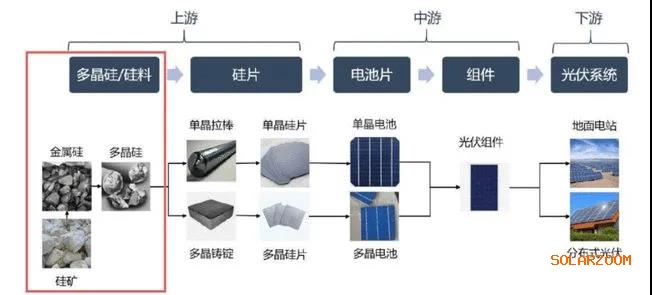 上游
中游
下游
多晶硅/硅料
硅片
电池片
组件
光伏系统
单晶拉棒
单晶硅片
单晶电池
地面电站
金属硅
多晶硅
光伏组件
硅矿
多晶铸锭
多晶硅片
多晶电池
分布式光伏
SOLARZOOM